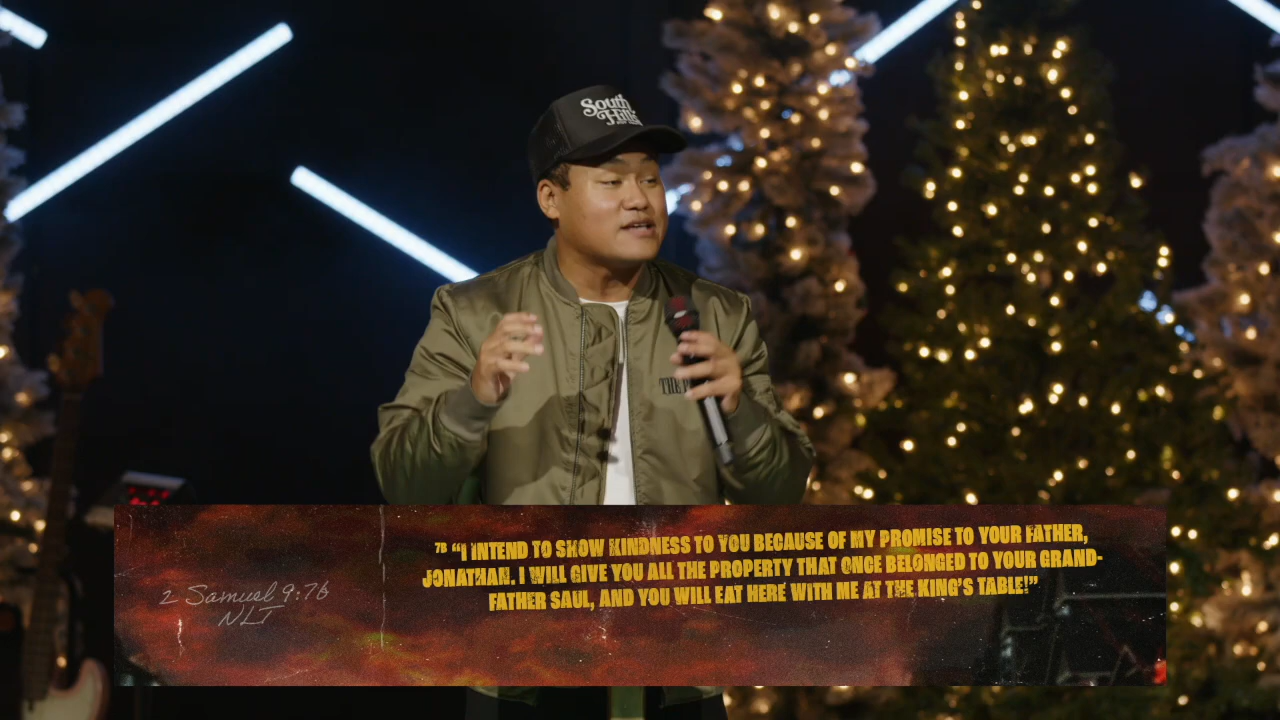 South
Hills
THE
7B “I INTEND TO SHOW KINDNESS TO YOU BECAUSE OF MY PROMISE TO YOUR FATHER,
JONATHAN. I WILL GIVE YOU ALL THE PROPERTY THAT ONCE BELONGED TO YOUR GRAND-
FATHER SAUL, AND YOU WILL EAT HERE WITH ME AT THE KING’S TABLE!”
2 Samuel 9:7b
NLT